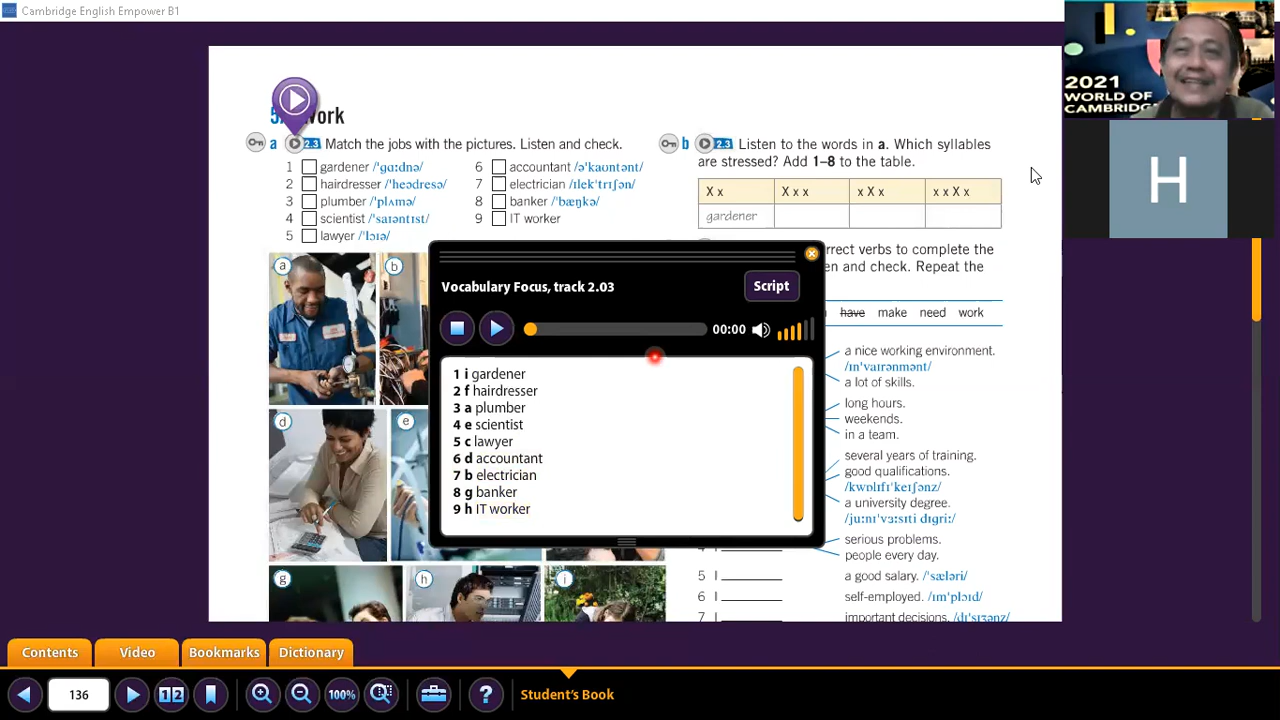 Cambridge English Empower B1
2021
WORLD OF
CAMBRID
H
Work
a 2.3 Match the jobs with the pictures. Listen and check.
1 gardener /ˈɡɑːdnə/
2 hairdresser /ˈheədresə/
3 plumber /ˈplʌmə/
4 scientist /ˈsaɪəntɪst/
5 lawyer /ˈlɔɪə/
6 accountant /əˈkaʊntənt/
7 electrician /ɪlekˈtrɪʃən/
8 banker /ˈbæŋkə/
9 IT worker
a
b
d
e
g
h
i
b 2.3 Listen to the words in a. Which syllables
are stressed? Add 1–8 to the table.
X x X x x x X x x x X x
gardener
rrect verbs to complete the
en and check. Repeat the
have make need work
a nice working environment.
/ɪnˈvaɪrənmənt/
a lot of skills.
long hours.
weekends.
in a team.
several years of training.
good qualifications.
/kwɒlɪfɪˈkeɪʃənz/
a university degree.
/juːnɪˈvɜːsɪti dɪɡriː/
serious problems.
people every day.
5 I ________ a good salary. /ˈsæləri/
6 I ________ self-employed. /ɪmˈplɔɪd/
7 I important decisions. /dɪˈsɪʒənz/
Vocabulary Focus, track 2.03
Script
00:00
1 i gardener
2 f hairdresser
3 a plumber
4 e scientist
5 c lawyer
6 d accountant
7 b electrician
8 g banker
9 h IT worker
Contents Video Bookmarks Dictionary
136 1 2 100% ? Student's Book